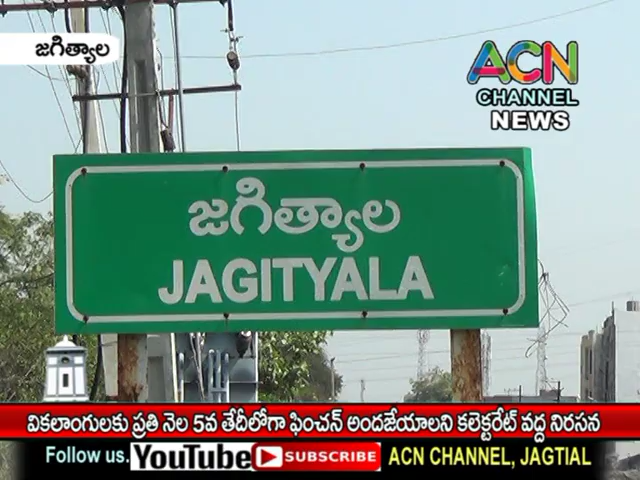 జగిత్యాల
ACN
CHANNEL
NEWS
జగిత్యాల
JAGITYALA
వికలాంగులకు ప్రతి నెల 5వ తేదీలోగా ఫించన్ అందజేయాలని కలెక్టరేట్ వద్ద నిరసన
Follow us. YouTube SUBSCRIBE ACN CHANNEL, JAGTIAL